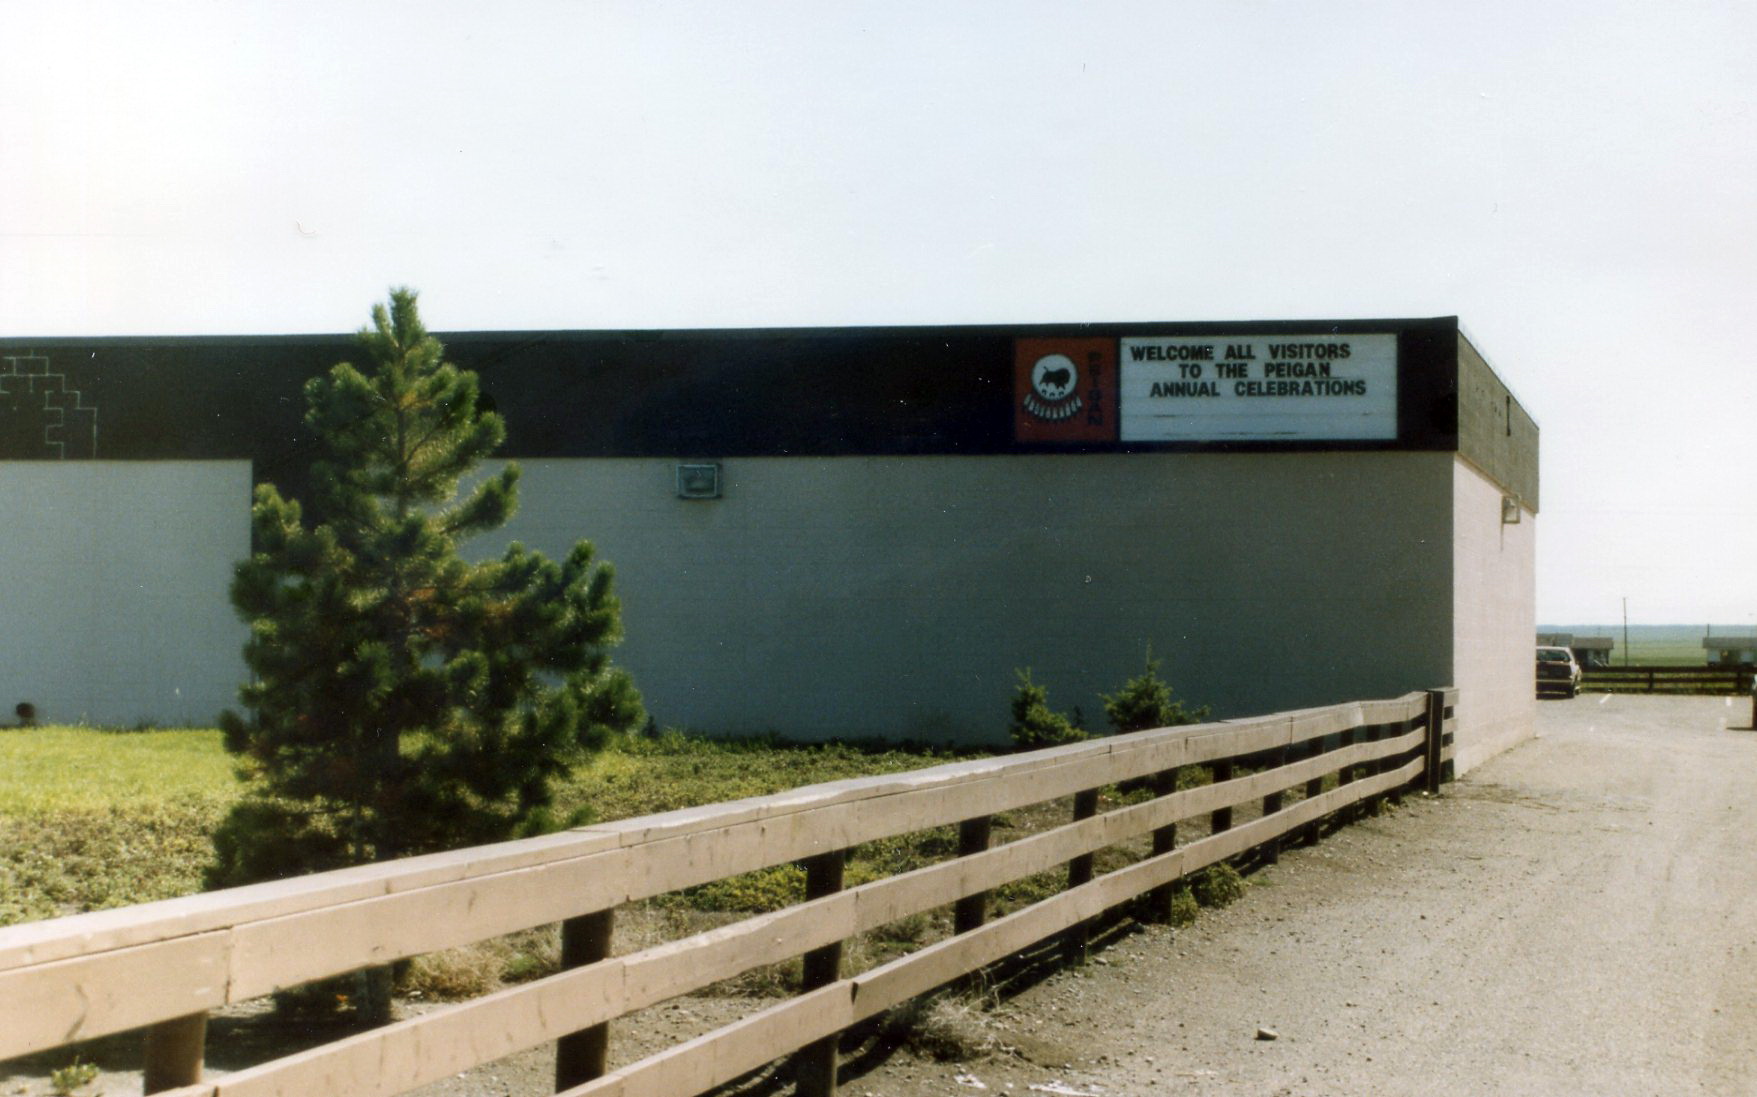 PEIGAN
WELCOME ALL VISITORS
TO THE PEIGAN
ANNUAL CELEBRATIONS